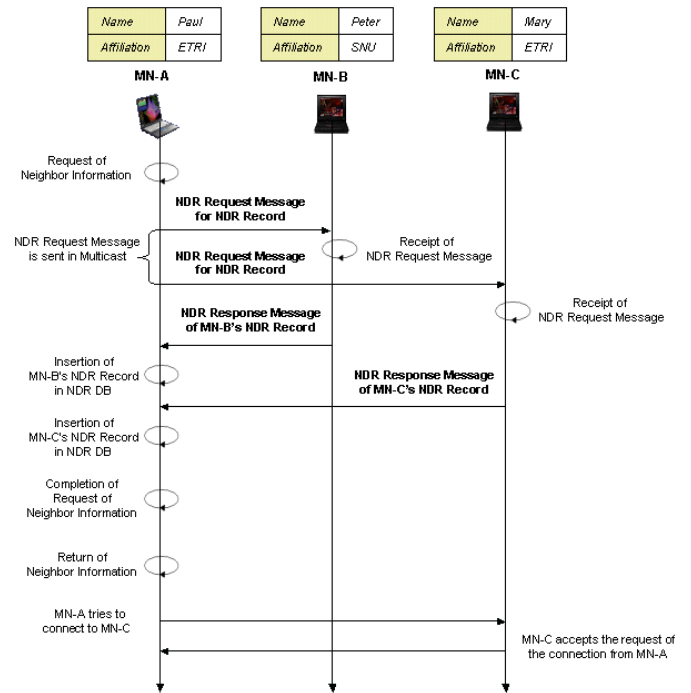 Name Paul
Affiliation ETRI
Name Peter
Affiliation SNU
Name Mary
Affiliation ETRI
MN-A
MN-B
MN-C
Request of
Neighbor Information
NDR Request Message
for NDR Record
NDR Request Message
is sent in Multicast
NDR Request Message
for NDR Record
Receipt of
NDR Request Message
Receipt of
NDR Request Message
NDR Response Message
of MN-B's NDR Record
Insertion of
MN-B's NDR Record
in NDR DB
NDR Response Message
of MN-C's NDR Record
Insertion of
MN-C's NDR Record
in NDR DB
Completion of
Request of
Neighbor Information
Return of
Neighbor Information
MN-A tries to
connect to MN-C
MN-C accepts the request of
the connection from MN-A